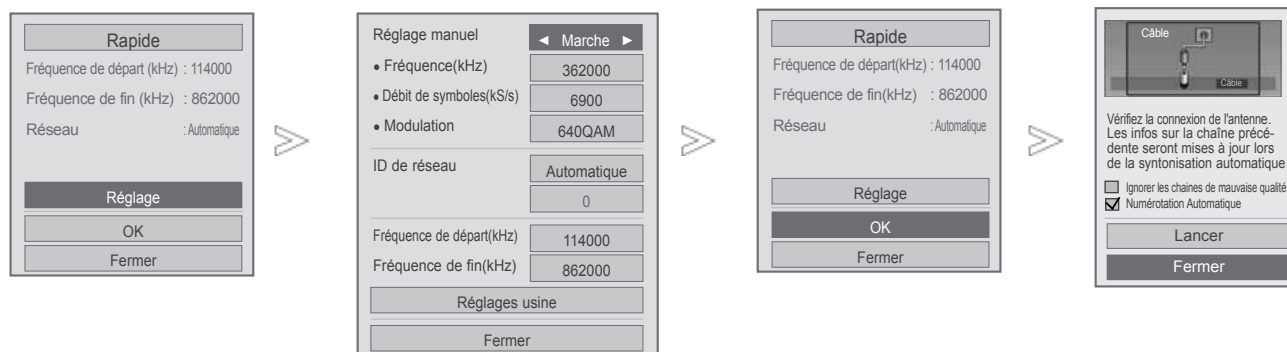 Rapide
Fréquence de départ (kHz) : 114000
Fréquence de fin (kHz) : 862000
Réseau : Automatique
Réglage
OK
Fermer
Réglage manuel ◄ Marche ►
• Fréquence(kHz) 362000
• Débit de symboles(kS/s) 6900
• Modulation 640QAM
ID de réseau Automatique
0
Fréquence de départ(kHz) 114000
Fréquence de fin(kHz) 862000
Réglages usine
Fermer
Rapide
Fréquence de départ(kHz) : 114000
Fréquence de fin(kHz) : 862000
Réseau : Automatique
Réglage
OK
Fermer
Câble
Câble
Vérifiez la connexion de l'antenne.
Les infos sur la chaîne précé-
dente seront mises à jour lors
de la syntonisation automatique
Ignorer les chaines de mauvaise qualité
Numérotation Automatique
Lancer
Fermer